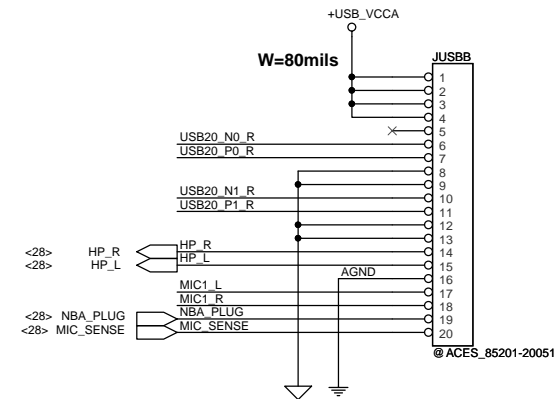 +USB_VCCA
W=80mils
JUSBB
1
2
3
4
5
USB20_N0_R
6
USB20_P0_R
7
8
9
USB20_N1_R
10
USB20_P1_R
11
12
13
<28> HP_R HP_R
14
<28> HP_L HP_L
15
AGND
16
MIC1_L
17
MIC1_R
18
<28> NBA_PLUG NBA_PLUG
19
<28> MIC_SENSE MIC_SENSE
20
@ ACES_85201-20051